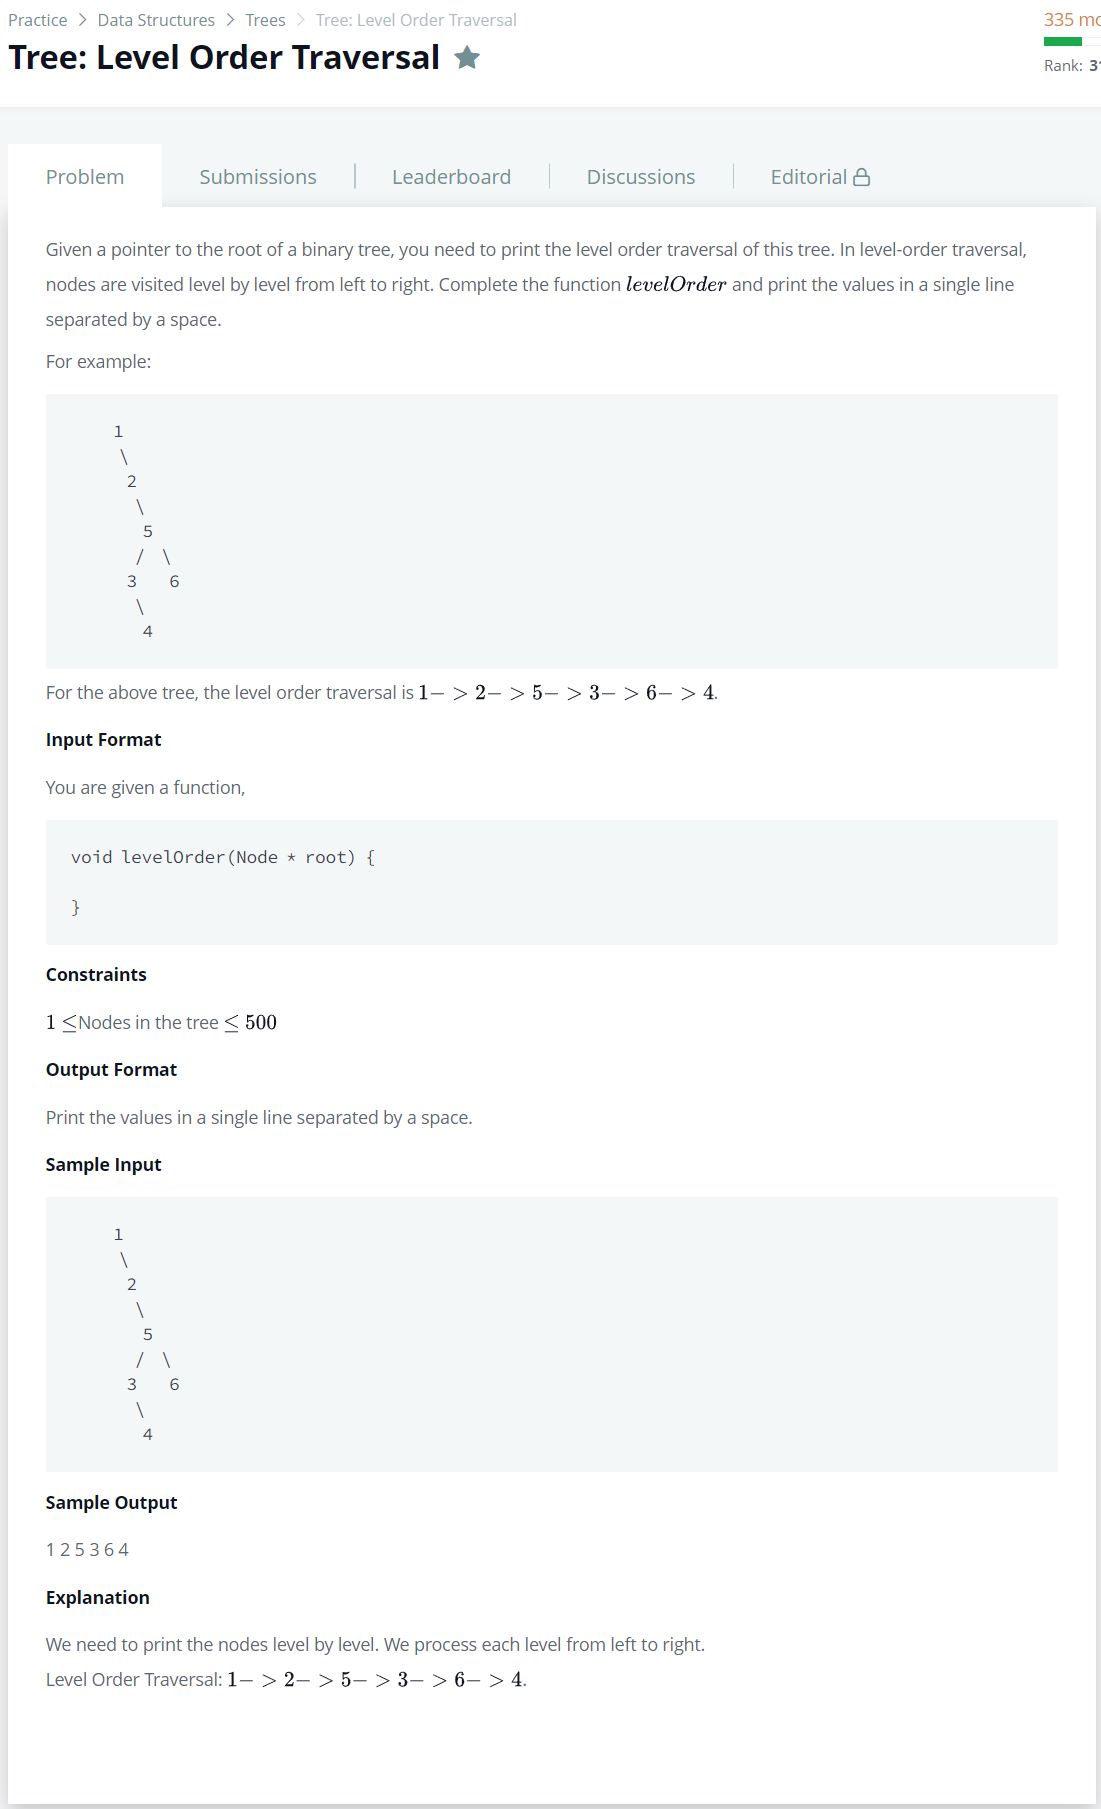 Practice > Data Structures > Trees > Tree: Level Order Traversal
335 mo
Tree: Level Order Traversal ★
Rank: 31
Problem
Submissions | Leaderboard | Discussions | Editorial
Given a pointer to the root of a binary tree, you need to print the level order traversal of this tree. In level-order traversal,
nodes are visited level by level from left to right. Complete the function levelOrder and print the values in a single line
separated by a space.
For example:
1
\
2
\
5
/ \
3 6
\
4
For the above tree, the level order traversal is 1− > 2− > 5− > 3− > 6− > 4.
Input Format
You are given a function,
void levelOrder(Node * root) {
}
Constraints
1 ≤Nodes in the tree ≤ 500
Output Format
Print the values in a single line separated by a space.
Sample Input
1
\
2
\
5
/ \
3 6
\
4
Sample Output
1 2 5 3 6 4
Explanation
We need to print the nodes level by level. We process each level from left to right.
Level Order Traversal: 1− > 2− > 5− > 3− > 6− > 4.